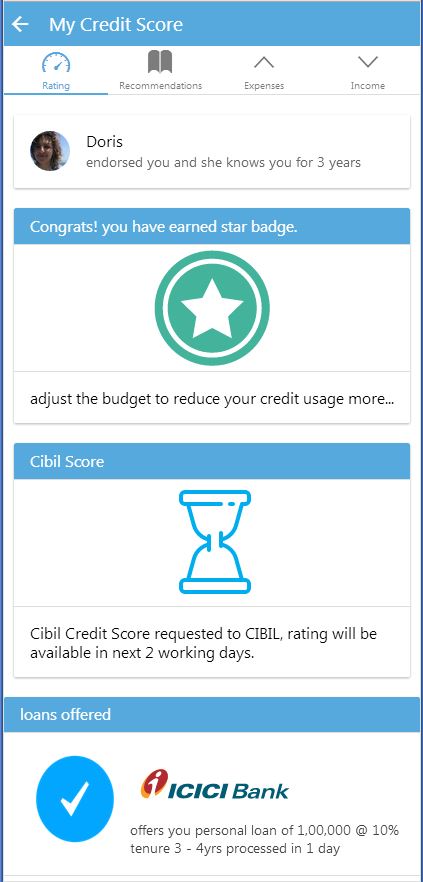 My Credit Score
Rating
Recommendations
Expenses
Income
Doris
endorsed you and she knows you for 3 years
Congrats! you have earned star badge.
adjust the budget to reduce your credit usage more...
Cibil Score
Cibil Credit Score requested to CIBIL, rating will be
available in next 2 working days.
loans offered
ICICI Bank
offers you personal loan of 1,00,000 @ 10%
tenure 3 - 4yrs processed in 1 day